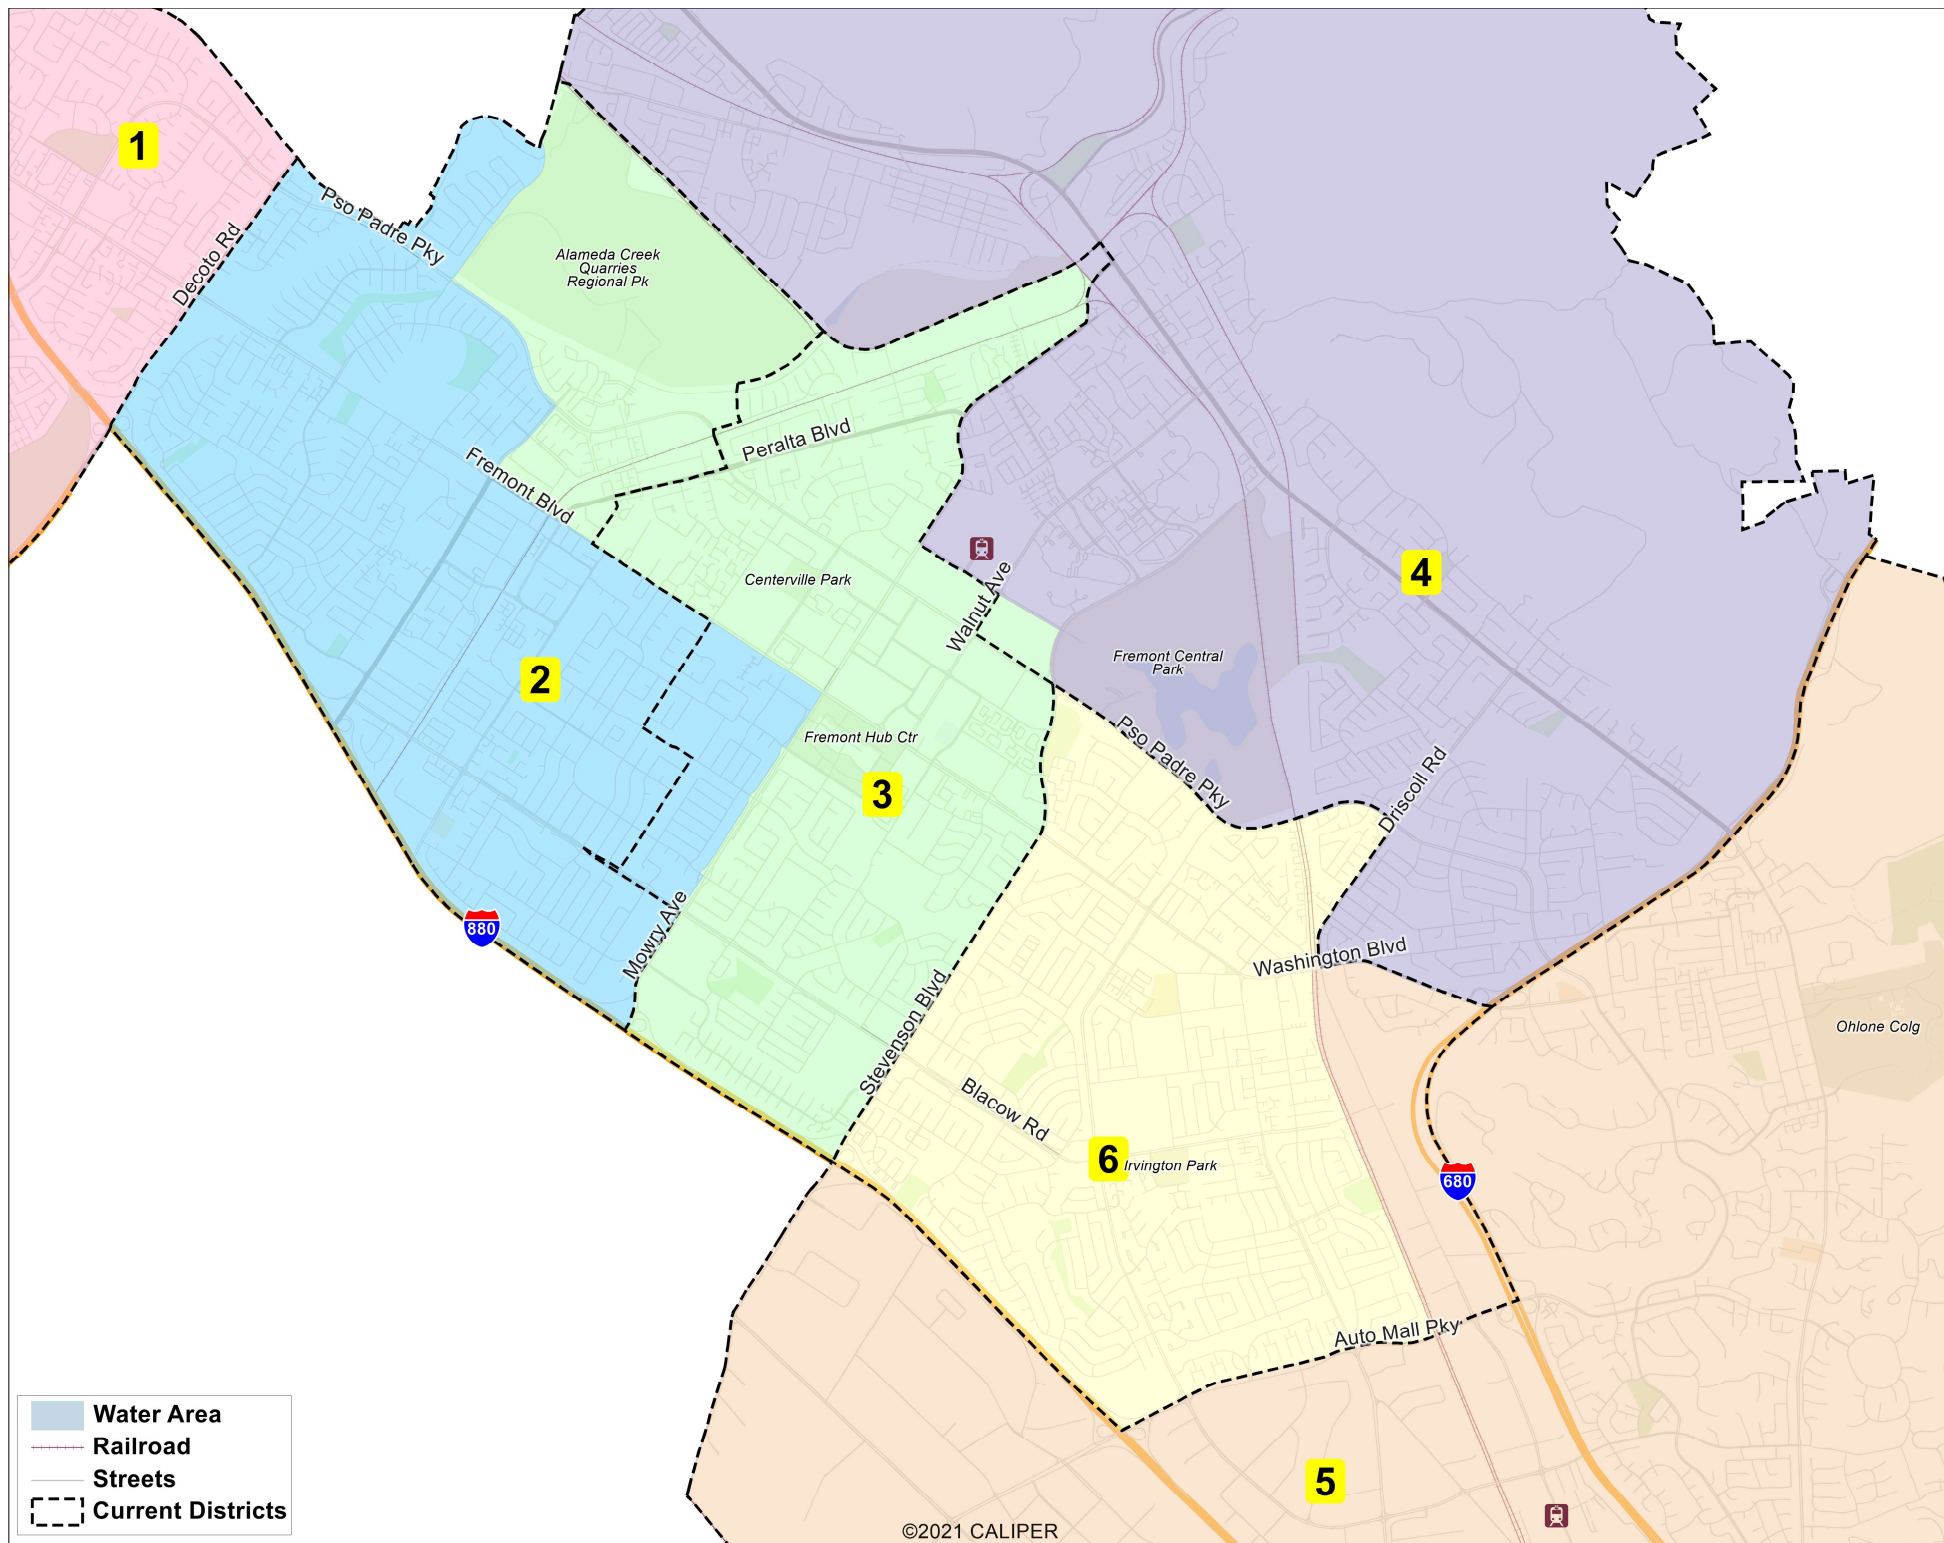 1
Pso Padre Pky
Decoto Rd
Alameda Creek
Quarries
Regional Pk
Peralta Blvd
Fremont Blvd
Centerville Park
Walnut Ave
4
Fremont Central
Park
2
Fremont Hub Ctr
3
Pso Padre Pky
Driscoll Rd
880
Mowry Ave
Washington Blvd
Stevenson Blvd
Ohlone Colg
Blacow Rd
6
Irvington Park
680
Auto Mall Pky
5
Water Area
Railroad
Streets
Current Districts
©2021 CALIPER